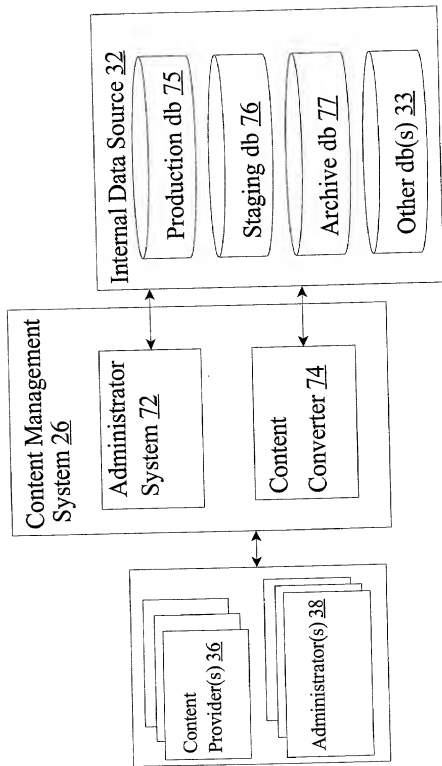 Content
Provider(s) 36
Administrator(s) 38
Content Management
System 26
Administrator
System 72
Content
Converter 74
Internal Data Source 32
Production db 75
Staging db 76
Archive db 77
Other db(s) 33